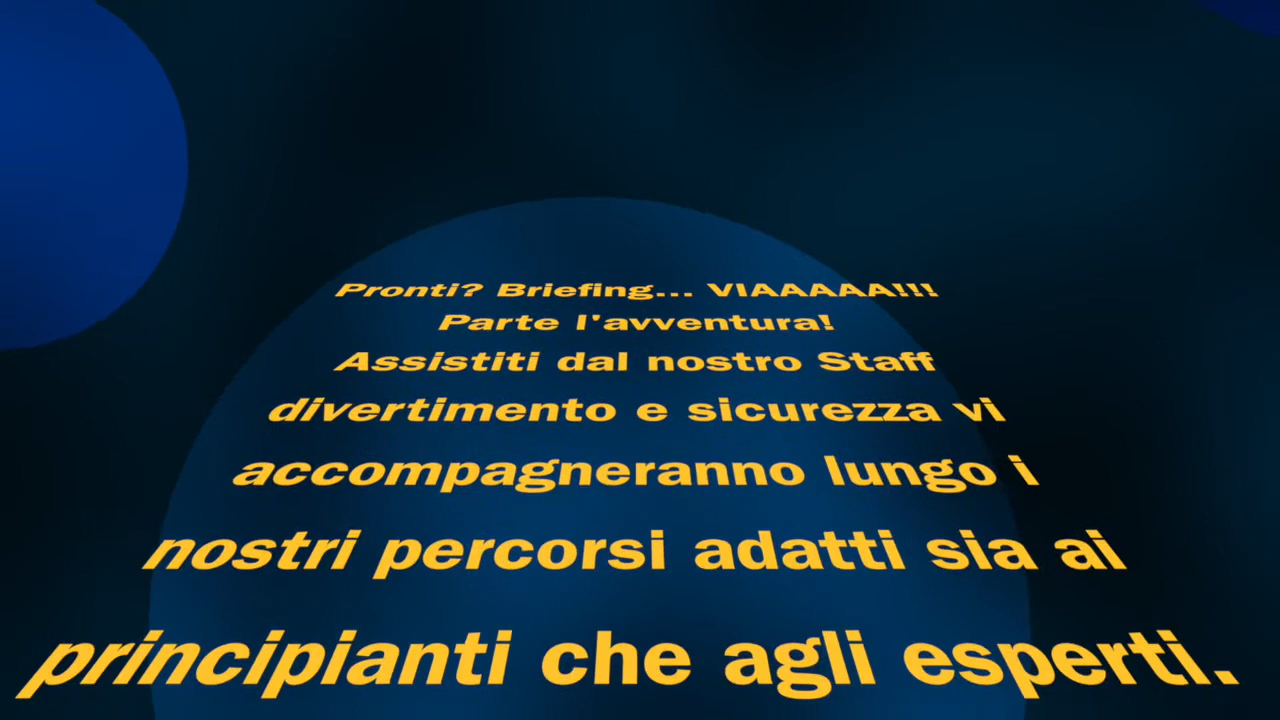 Pronti? Briefing... VIAAAAA!!!
Parte l'avventura!
Assistiti dal nostro Staff
divertimento e sicurezza vi
accompagneranno lungo i
nostri percorsi adatti sia ai
principianti che agli esperti.